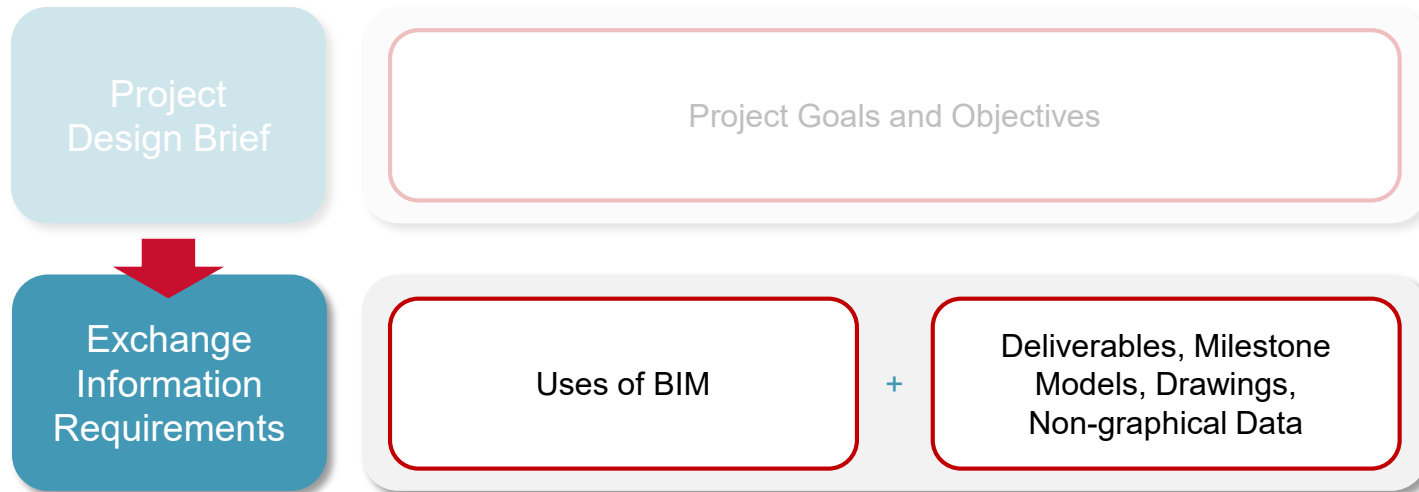 Project
Design Brief
Project Goals and Objectives
Exchange
Information
Requirements
Uses of BIM
+
Deliverables, Milestone
Models, Drawings,
Non-graphical Data